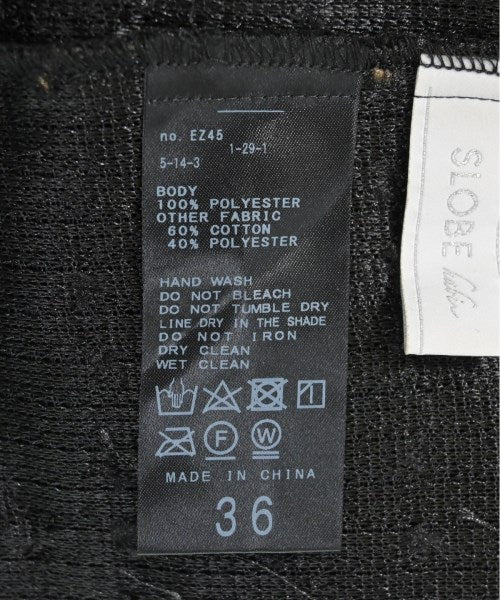 no. EZ45
1-29-1
5-14-3
BODY
100% POLYESTER
OTHER FABRIC
60% COTTON
40% POLYESTER
HAND WASH
DO NOT BLEACH
DO NOT TUMBLE DRY
LINE DRY IN THE SHADE
DO NOT IRON
DRY CLEAN
WET CLEAN
F W
MADE IN CHINA
36
SLOBE